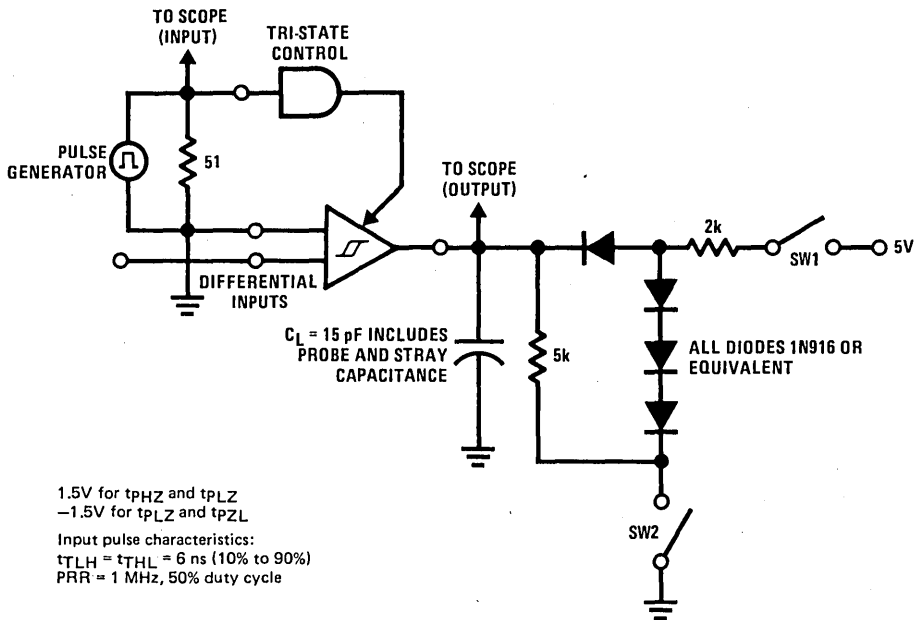 TO SCOPE
(INPUT)
TRI-STATE
CONTROL
PULSE
GENERATOR
51
TO SCOPE
(OUTPUT)
2k
SW1
5V
DIFFERENTIAL
INPUTS
CL = 15 pF INCLUDES
PROBE AND STRAY
CAPACITANCE
5k
ALL DIODES 1N916 OR
EQUIVALENT
SW2
1.5V for tPHZ and tPLZ
–1.5V for tPLZ and tPZL
Input pulse characteristics:
tTLH = tTHL = 6 ns (10% to 90%)
PRR = 1 MHz, 50% duty cycle